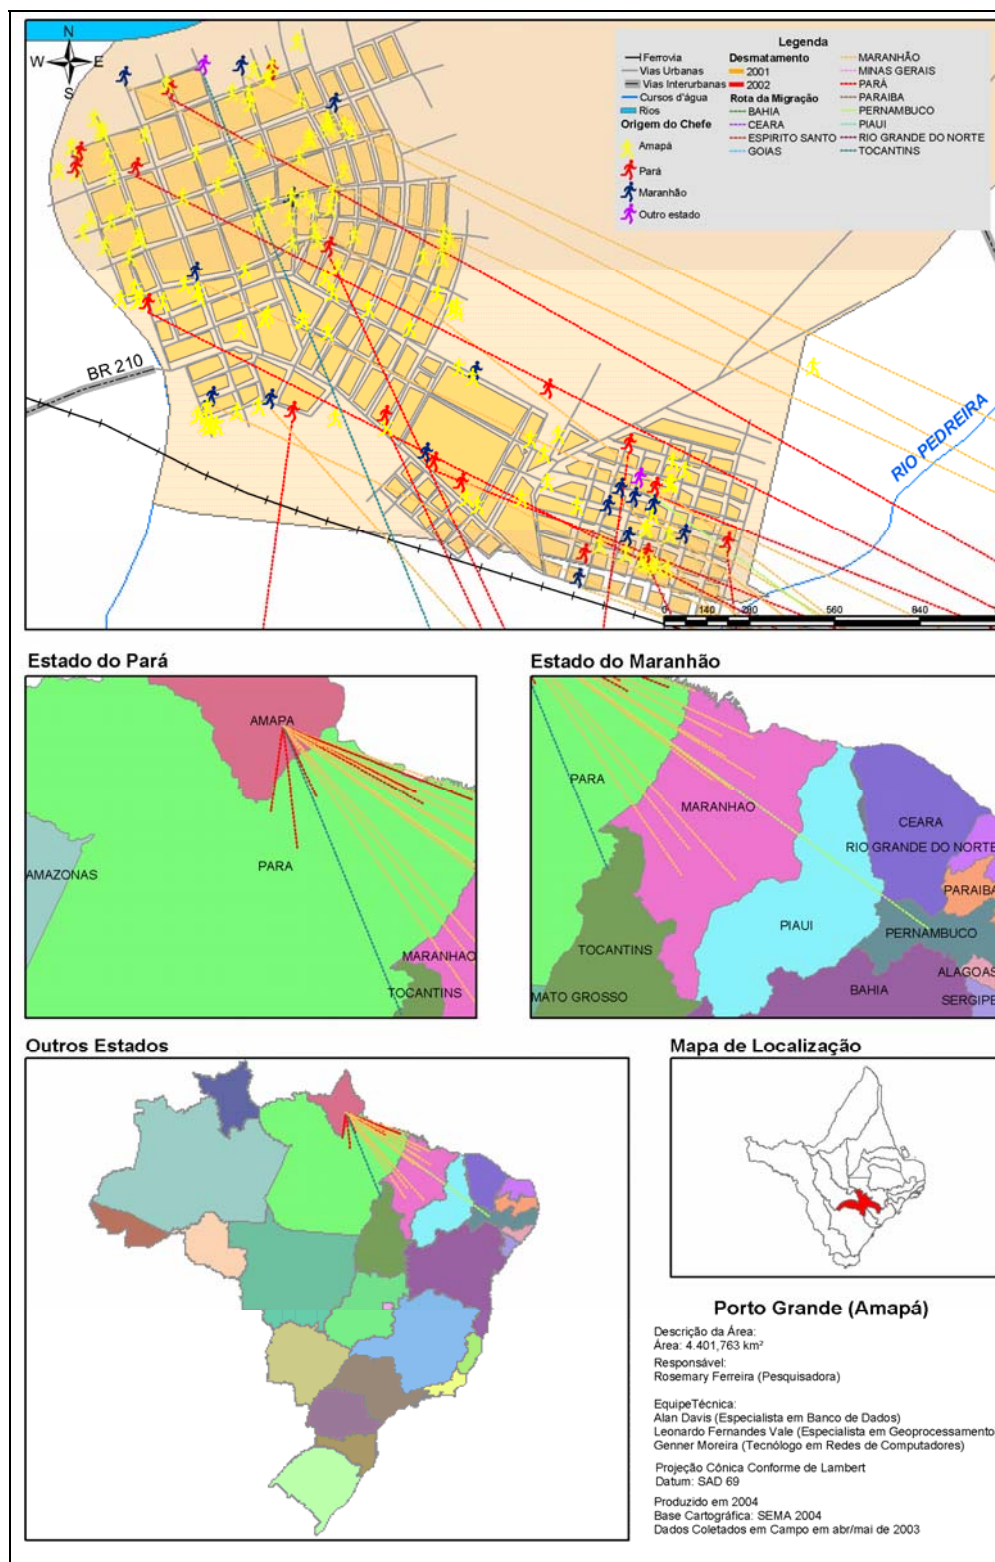 N
W E
S
Legenda
Ferrovia
Vias Urbanas
Vias Interurbanas
Cursos d'água
Rios
Origem do Chefe
Amapá
Pará
Maranhão
Outro estado
Desmatamento
2001
2002
Rota da Migração
BAHIA
CEARA
ESPIRITO SANTO
GOIAS
MARANHÃO
MINAS GERAIS
PARÁ
PARAIBA
PERNAMBUCO
PIAUI
RIO GRANDE DO NORTE
TOCANTINS
BR 210
RIO PEDREIRA
0 140 280 560 840
Estado do Pará
AMAPA
PARA
AMAZONAS
MARANHAO
TOCANTINS
Estado do Maranhão
PARA
MARANHAO
CEARA
RIO GRANDE DO NORTE
PARAIBA
PIAUI
PERNAMBUCO
TOCANTINS
ALAGOAS
BAHIA
MATO GROSSO
SERGIPE
Outros Estados
Mapa de Localização
Porto Grande (Amapá)
Descrição da Área:
Área: 4.401,763 km²
Responsável:
Rosemary Ferreira (Pesquisadora)
EquipeTécnica:
Alan Davis (Especialista em Banco de Dados)
Leonardo Fernandes Vale (Especialista em Geoprocessamento
Genner Moreira (Tecnólogo em Redes de Computadores)
Projeção Cônica Conforme de Lambert
Datum: SAD 69
Produzido em 2004
Base Cartográfica: SEMA 2004
Dados Coletados em Campo em abr/mai de 2003